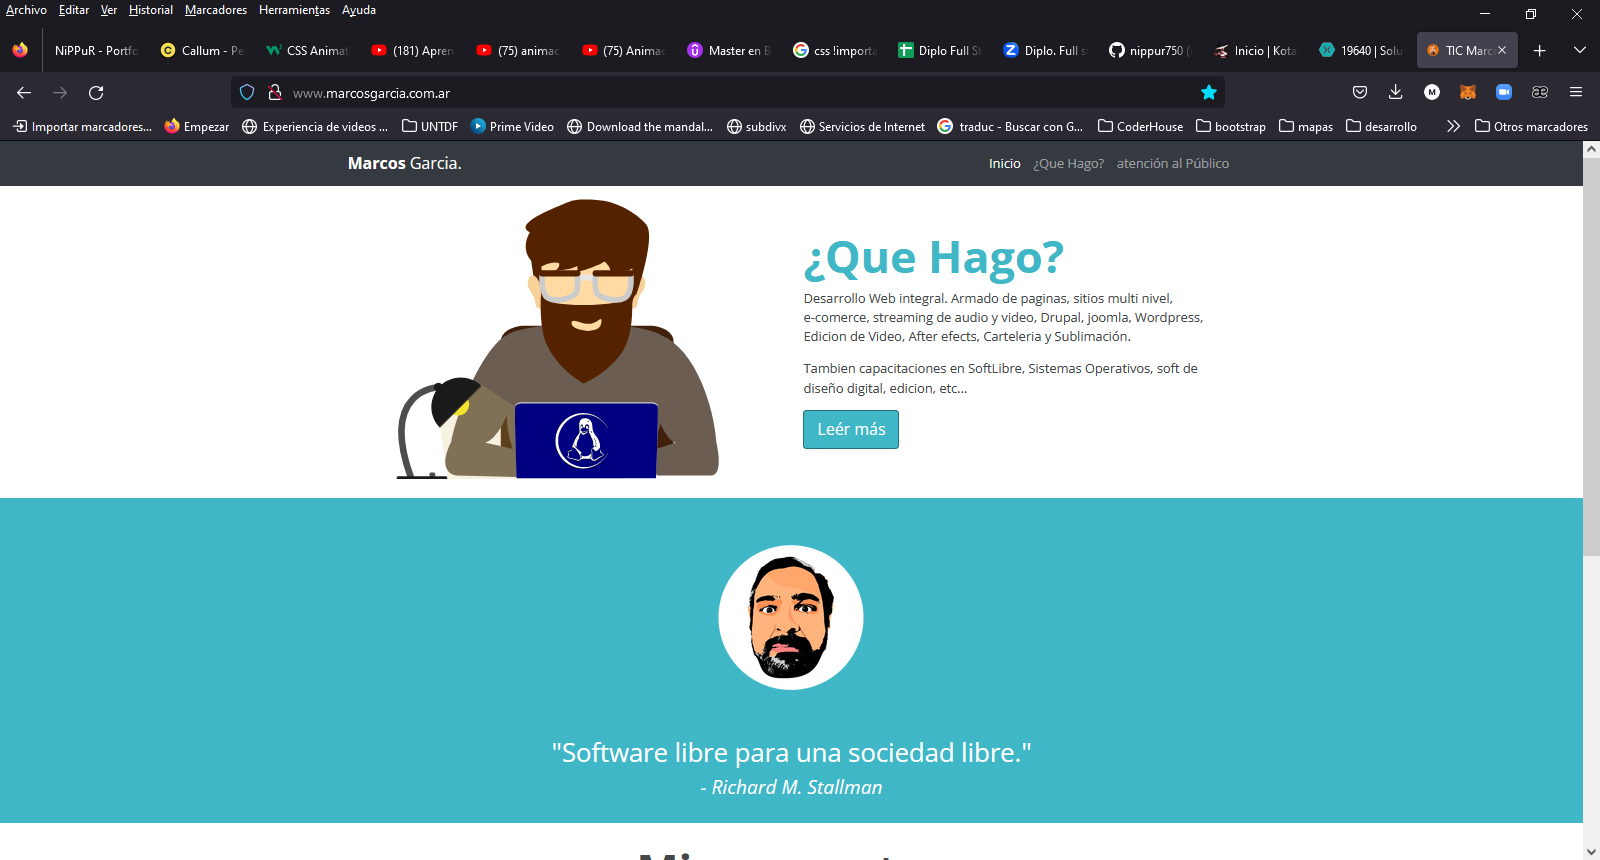 Archivo Editar Ver Historial Marcadores Herramientas Ayuda
NiPPuR - Portfo Callum - Pe CSS Animat (181) Apren (75) animac (75) Animac Master en B css !importa Diplo Full St Diplo. Full st nippur750 ( Inicio | Kota 19640 | Solu TIC Marc
www.marcosgarcia.com.ar
Importar marcadores... Empezar Experiencia de videos ... UNTDF Prime Video Download the mandal... subdivx Servicios de Internet traduc - Buscar con G... CoderHouse bootstrap mapas desarrollo Otros marcadores
Marcos Garcia. Inicio ¿Que Hago? atención al Público
¿Que Hago?
Desarrollo Web integral. Armado de paginas, sitios multi nivel,
e-comerce, streaming de audio y video, Drupal, joomla, Wordpress,
Edicion de Video, After efects, Carteleria y Sublimación.
Tambien capacitaciones en SoftLibre, Sistemas Operativos, soft de
diseño digital, edicion, etc...
Leér más
"Software libre para una sociedad libre."
- Richard M. Stallman